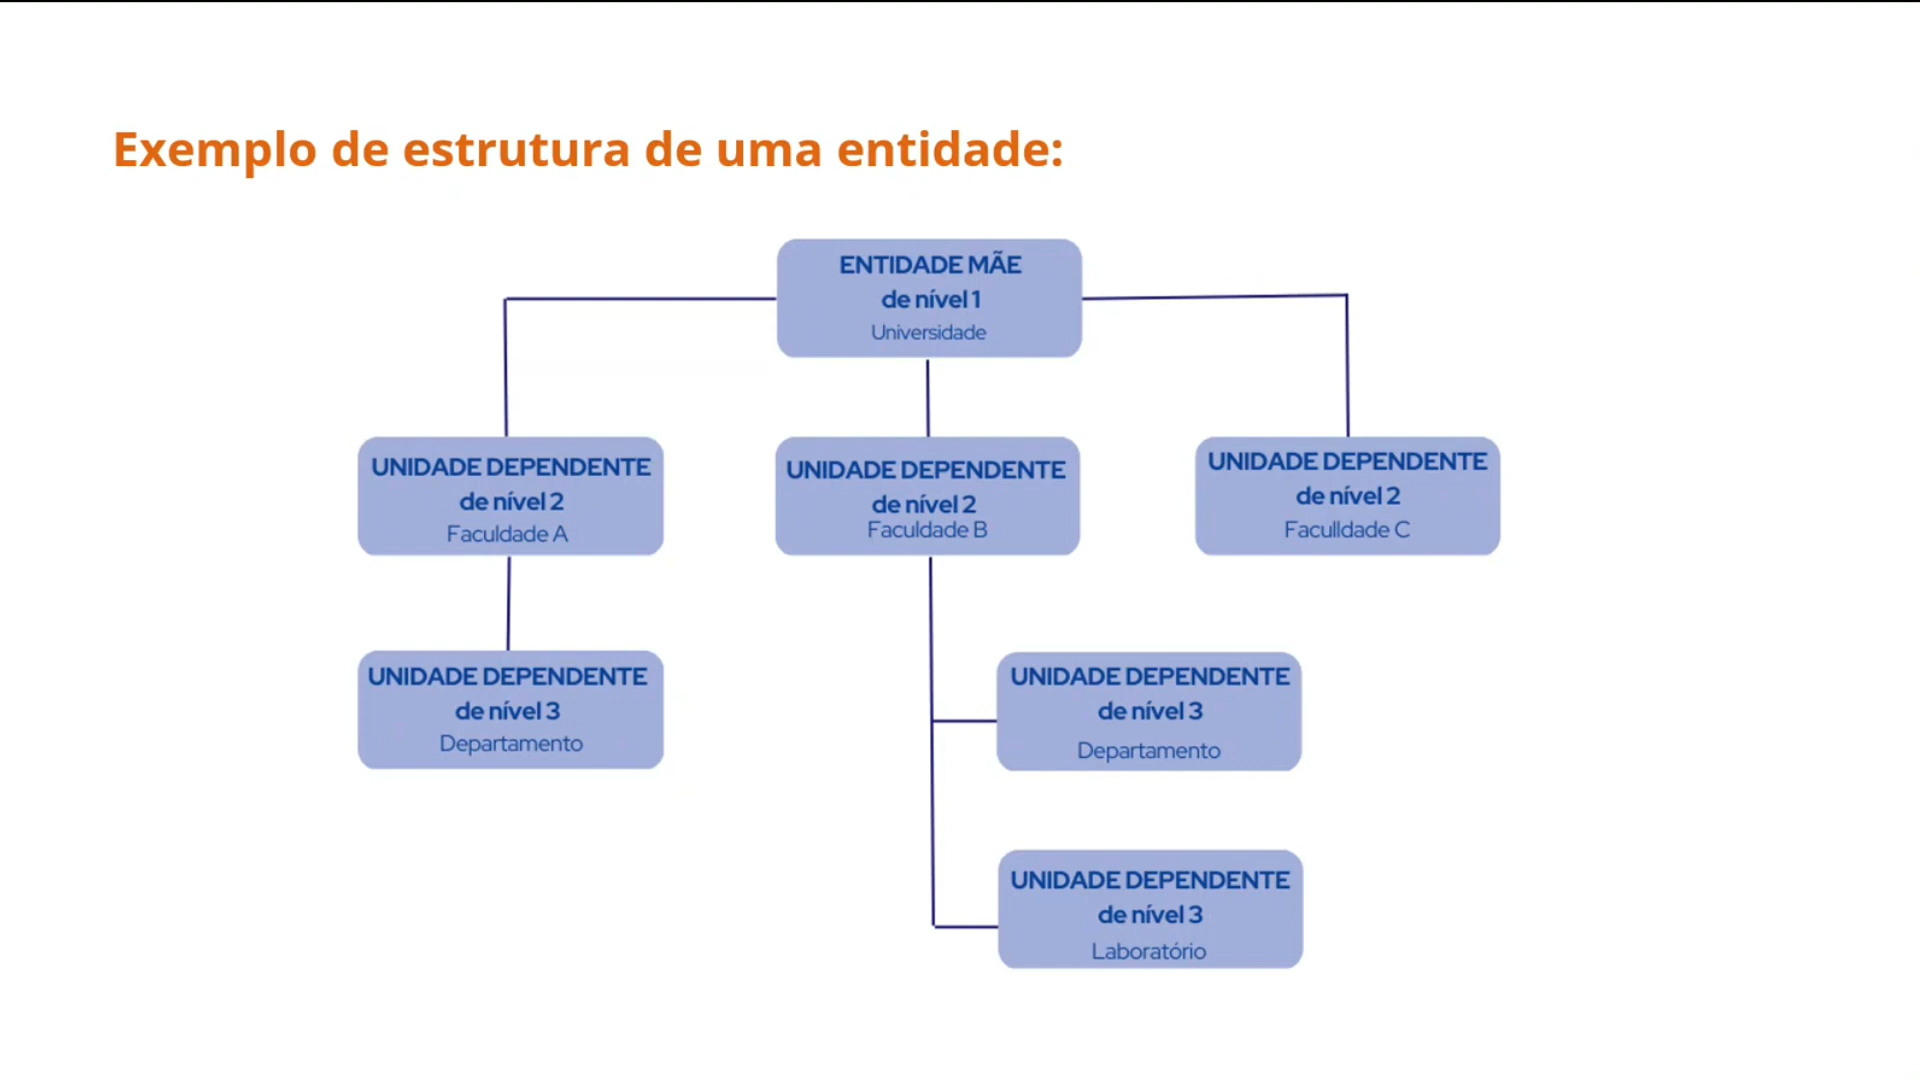 Exemplo de estrutura de uma entidade:
ENTIDADE MÃE
de nível 1
Universidade
UNIDADE DEPENDENTE
de nível 2
Faculdade A
UNIDADE DEPENDENTE
de nível 2
Faculdade B
UNIDADE DEPENDENTE
de nível 2
Faculldade C
UNIDADE DEPENDENTE
de nível 3
Departamento
UNIDADE DEPENDENTE
de nível 3
Departamento
UNIDADE DEPENDENTE
de nível 3
Laboratório